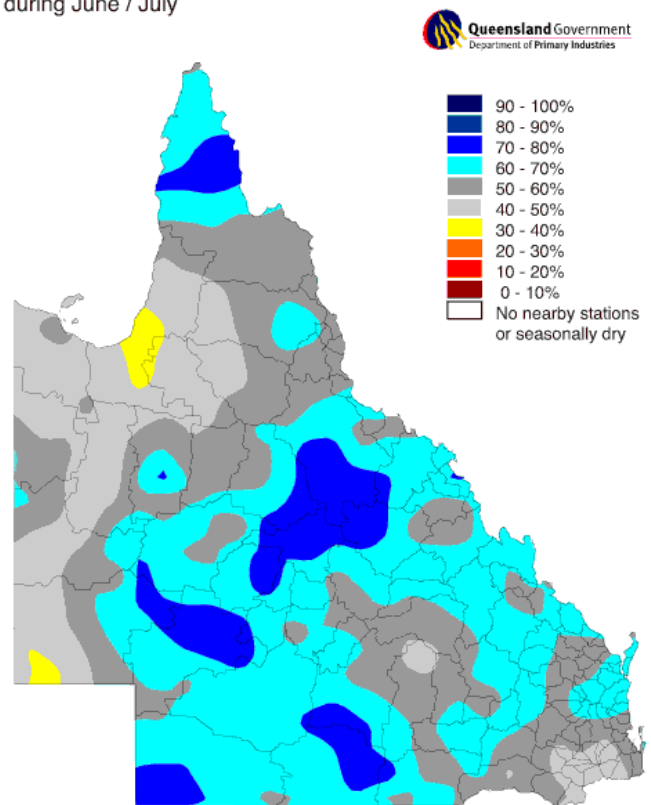 during June / July
Queensland Government
Department of Primary Industries
90 - 100%
80 - 90%
70 - 80%
60 - 70%
50 - 60%
40 - 50%
30 - 40%
20 - 30%
10 - 20%
0 - 10%
No nearby stations
or seasonally dry